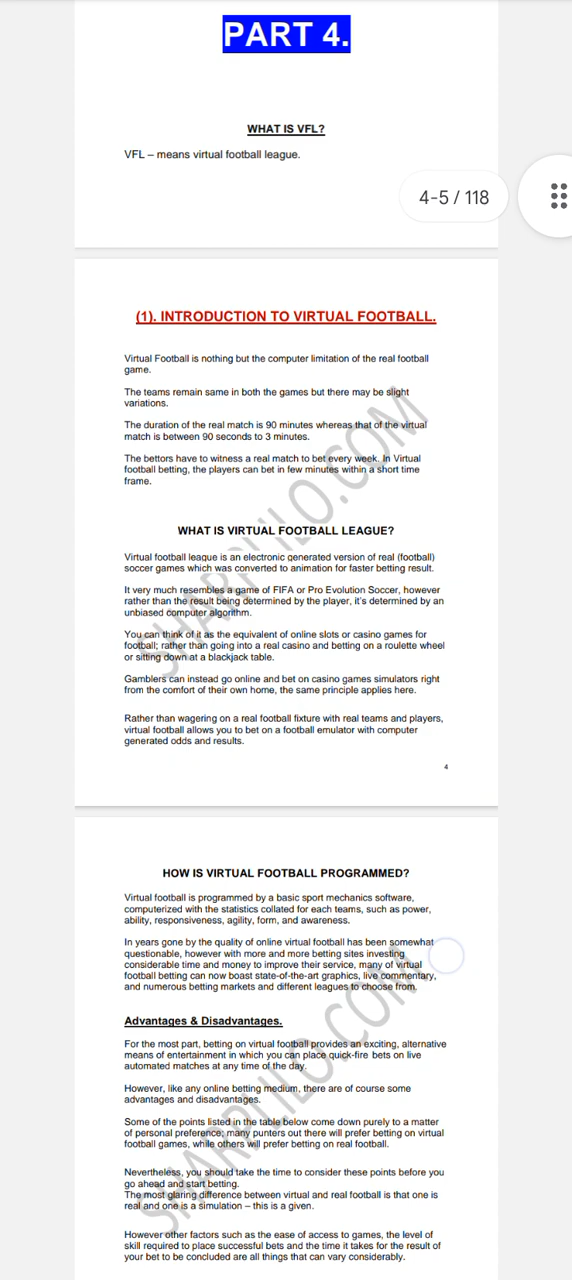 PART 4.
WHAT IS VFL?
VFL – means virtual football league.
4-5 / 118
(1). INTRODUCTION TO VIRTUAL FOOTBALL.
Virtual Football is nothing but the computer limitation of the real football
game.
The teams remain same in both the games but there may be slight
variations.
The duration of the real match is 90 minutes whereas that of the virtual
match is between 90 seconds to 3 minutes.
The bettors have to witness a real match to bet every week. In Virtual
football betting, the players can bet in few minutes within a short time
frame.
WHAT IS VIRTUAL FOOTBALL LEAGUE?
Virtual football league is an electronic generated version of real (football)
soccer games which was converted to animation for faster betting result.
It very much resembles a game of FIFA or Pro Evolution Soccer, however
rather than the result being determined by the player, it's determined by an
unbiased computer algorithm.
You can think of it as the equivalent of online slots or casino games for
football; rather than going into a real casino and betting on a roulette wheel
or sitting down at a blackjack table.
Gamblers can instead go online and bet on casino games simulators right
from the comfort of their own home, the same principle applies here.
Rather than wagering on a real football fixture with real teams and players,
virtual football allows you to bet on a football emulator with computer
generated odds and results.
4
SHARPLILO.COM
HOW IS VIRTUAL FOOTBALL PROGRAMMED?
Virtual football is programmed by a basic sport mechanics software,
computerized with the statistics collated for each teams, such as power,
ability, responsiveness, agility, form, and awareness.
In years gone by the quality of online virtual football has been somewhat
questionable, however with more and more betting sites investing
considerable time and money to improve their service, many of virtual
football betting can now boast state-of-the-art graphics, live commentary,
and numerous betting markets and different leagues to choose from.
Advantages & Disadvantages.
For the most part, betting on virtual football provides an exciting, alternative
means of entertainment in which you can place quick-fire bets on live
automated matches at any time of the day.
However, like any online betting medium, there are of course some
advantages and disadvantages.
Some of the points listed in the table below come down purely to a matter
of personal preference; many punters out there will prefer betting on virtual
football games, while others will prefer betting on real football.
Nevertheless, you should take the time to consider these points before you
go ahead and start betting.
The most glaring difference between virtual and real football is that one is
real and one is a simulation – this is a given.
However other factors such as the ease of access to games, the level of
skill required to place successful bets and the time it takes for the result of
your bet to be concluded are all things that can vary considerably.
SHARPLILO.COM